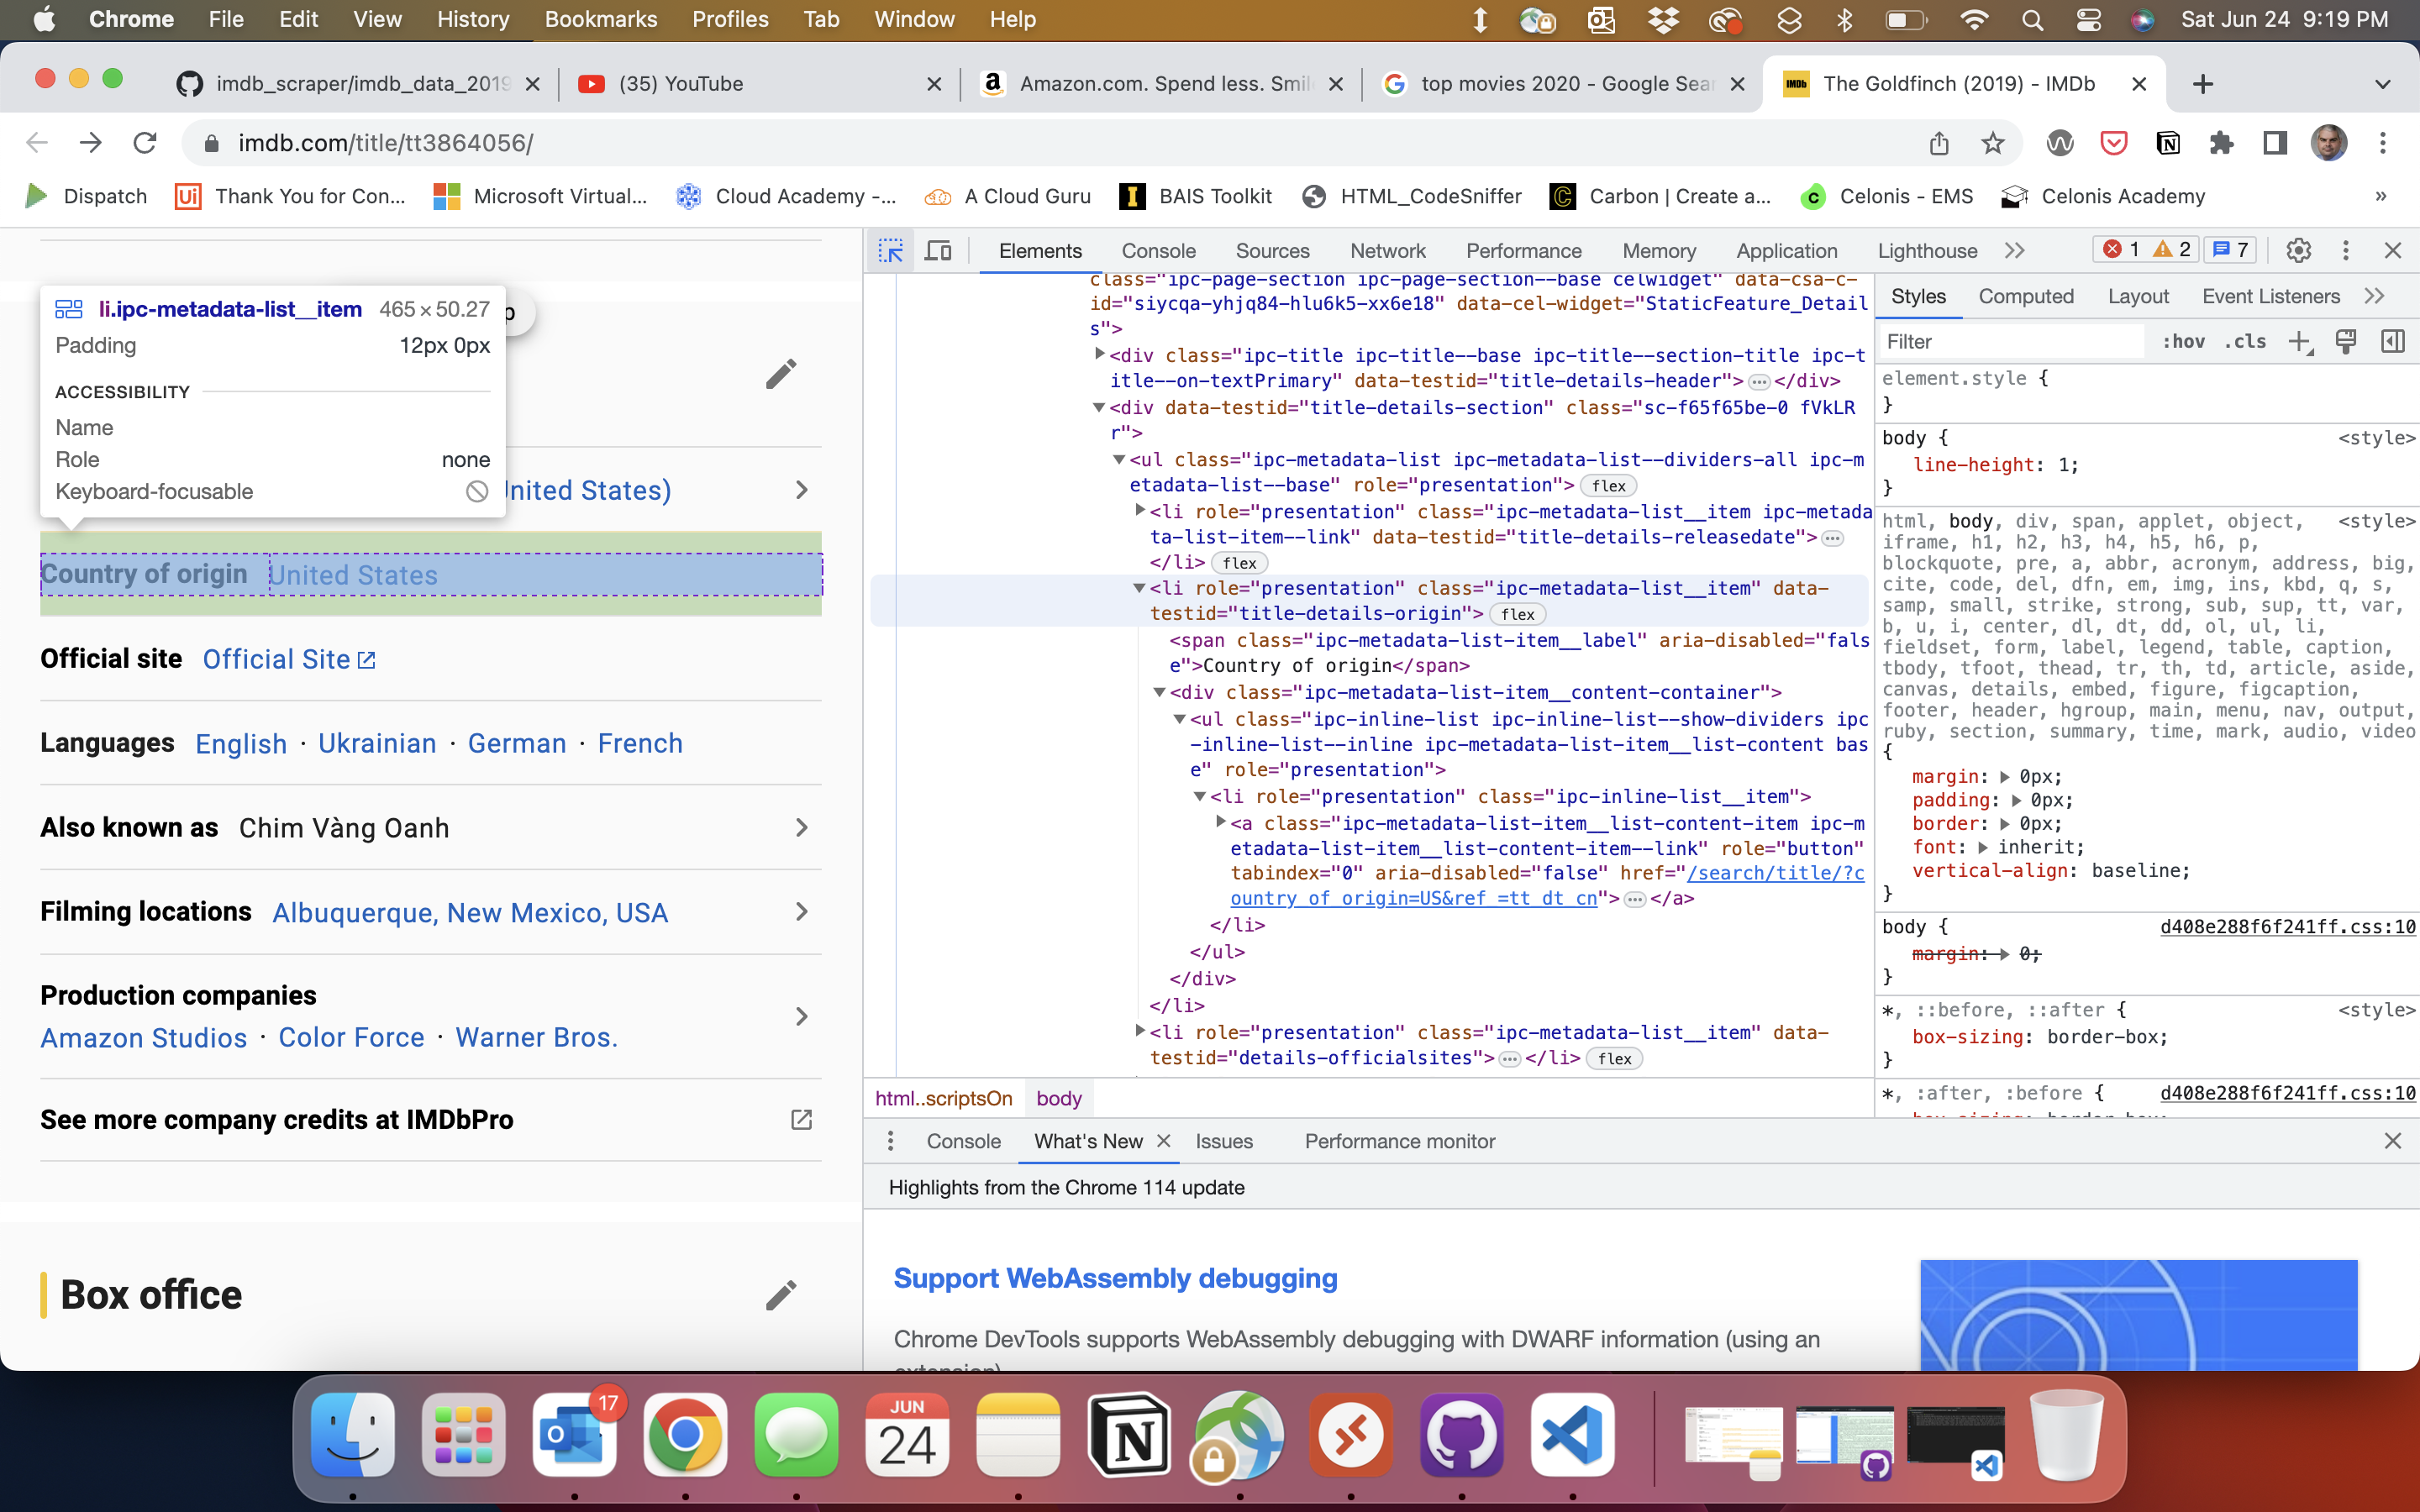 Chrome File Edit View History Bookmarks Profiles Tab Window Help Sat Jun 24 9:19 PM
imdb_scraper/imdb_data_2019 (35) YouTube Amazon.com. Spend less. Smil top movies 2020 - Google Sear IMDb The Goldfinch (2019) - IMDb
imdb.com/title/tt3864056/
Dispatch Ui Thank You for Con... Microsoft Virtual... Cloud Academy -... A Cloud Guru BAIS Toolkit HTML_CodeSniffer Carbon | Create a... Celonis - EMS Celonis Academy »
li.ipc-metadata-list__item 465 × 50.27
p
Padding 12px 0px
ACCESSIBILITY
Name
Role none
Keyboard-focusable
United States)
Country of origin United States
Official site Official Site
Languages English · Ukrainian · German · French
Also known as Chim Vàng Oanh
Filming locations Albuquerque, New Mexico, USA
Production companies
Amazon Studios · Color Force · Warner Bros.
See more company credits at IMDbPro
Box office
Elements Console Sources Network Performance Memory Application Lighthouse 1 2 7
class="ipc-page-section ipc-page-section--base celwidget" data-csa-c-
id="siycqa-yhjq84-hlu6k5-xx6e18" data-cel-widget="StaticFeature_Detail
s">
<div class="ipc-title ipc-title--base ipc-title--section-title ipc-t
itle--on-textPrimary" data-testid="title-details-header">…</div>
<div data-testid="title-details-section" class="sc-f65f65be-0 fVkLR
r">
<ul class="ipc-metadata-list ipc-metadata-list--dividers-all ipc-m
etadata-list--base" role="presentation"> flex
<li role="presentation" class="ipc-metadata-list__item ipc-metada
ta-list-item--link" data-testid="title-details-releasedate">…
</li> flex
<li role="presentation" class="ipc-metadata-list__item" data-
testid="title-details-origin"> flex
<span class="ipc-metadata-list-item__label" aria-disabled="fals
e">Country of origin</span>
<div class="ipc-metadata-list-item__content-container">
<ul class="ipc-inline-list ipc-inline-list--show-dividers ipc
-inline-list--inline ipc-metadata-list-item__list-content bas
e" role="presentation">
<li role="presentation" class="ipc-inline-list__item">
<a class="ipc-metadata-list-item__list-content-item ipc-m
etadata-list-item__list-content-item--link" role="button"
tabindex="0" aria-disabled="false" href="/search/title/?c
ountry_of_origin=US&ref_=tt_dt_cn">…</a>
</li>
</ul>
</div>
</li>
<li role="presentation" class="ipc-metadata-list__item" data-
testid="details-officialsites">…</li> flex
html..scriptsOn body
Styles Computed Layout Event Listeners
Filter :hov .cls
element.style {
}
body { <style>
line-height: 1;
}
html, body, div, span, applet, object, <style>
iframe, h1, h2, h3, h4, h5, h6, p,
blockquote, pre, a, abbr, acronym, address, big,
cite, code, del, dfn, em, img, ins, kbd, q, s,
samp, small, strike, strong, sub, sup, tt, var,
b, u, i, center, dl, dt, dd, ol, ul, li,
fieldset, form, label, legend, table, caption,
tbody, tfoot, thead, tr, th, td, article, aside,
canvas, details, embed, figure, figcaption,
footer, header, hgroup, main, menu, nav, output,
ruby, section, summary, time, mark, audio, video
{
margin: 0px;
padding: 0px;
border: 0px;
font: inherit;
vertical-align: baseline;
}
body { d408e288f6f241ff.css:10
margin: 0;
}
*, ::before, ::after { <style>
box-sizing: border-box;
}
*, :after, :before { d408e288f6f241ff.css:10
box-sizing: border-box;
Console What's New Issues Performance monitor
Highlights from the Chrome 114 update
Support WebAssembly debugging
Chrome DevTools supports WebAssembly debugging with DWARF information (using an
extension)
17
JUN
24